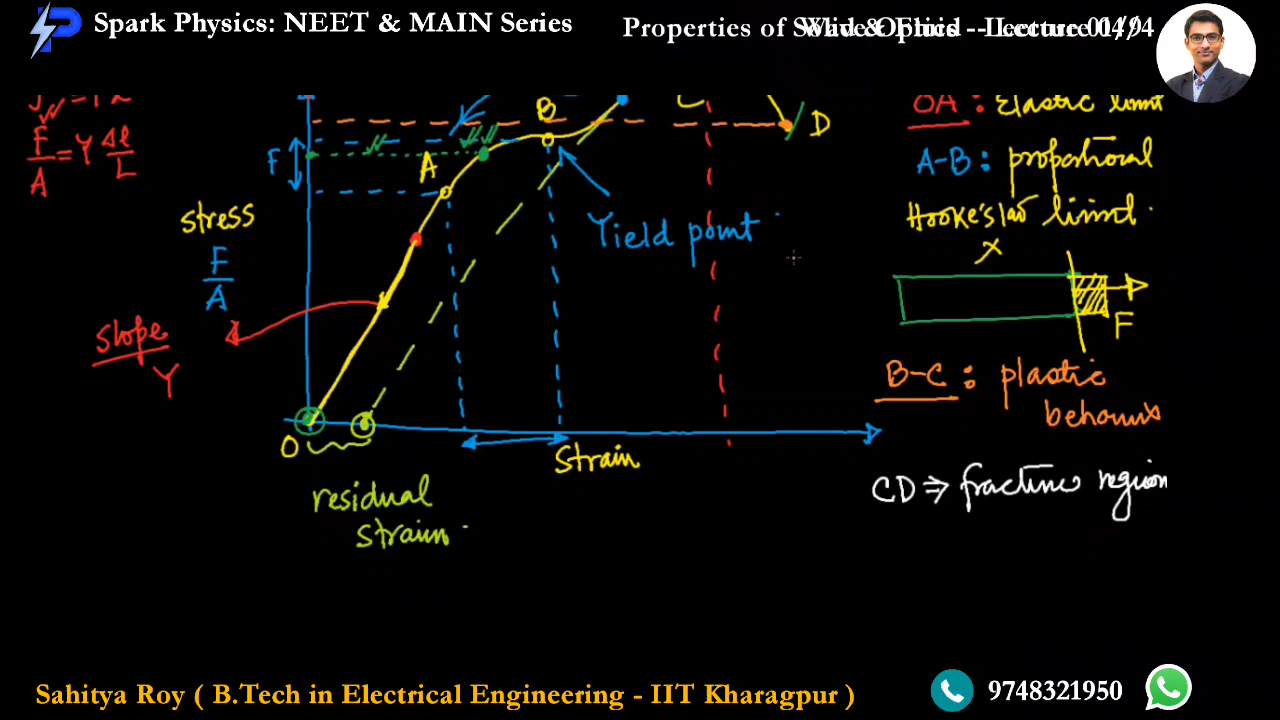 Spark Physics: NEET & MAIN Series
F/A = Y Δl/L
B
A
C
D
F
stress
F/A
Yield point
slope
Y
O
Strain
residual
strain
OA : Elastic limit
A-B : proportional
Hooke's law limit
X
F
B-C : plastic
CD ⇒ fracture region
Sahitya Roy ( B.Tech in Electrical Engineering - IIT Kharagpur )
9748321950